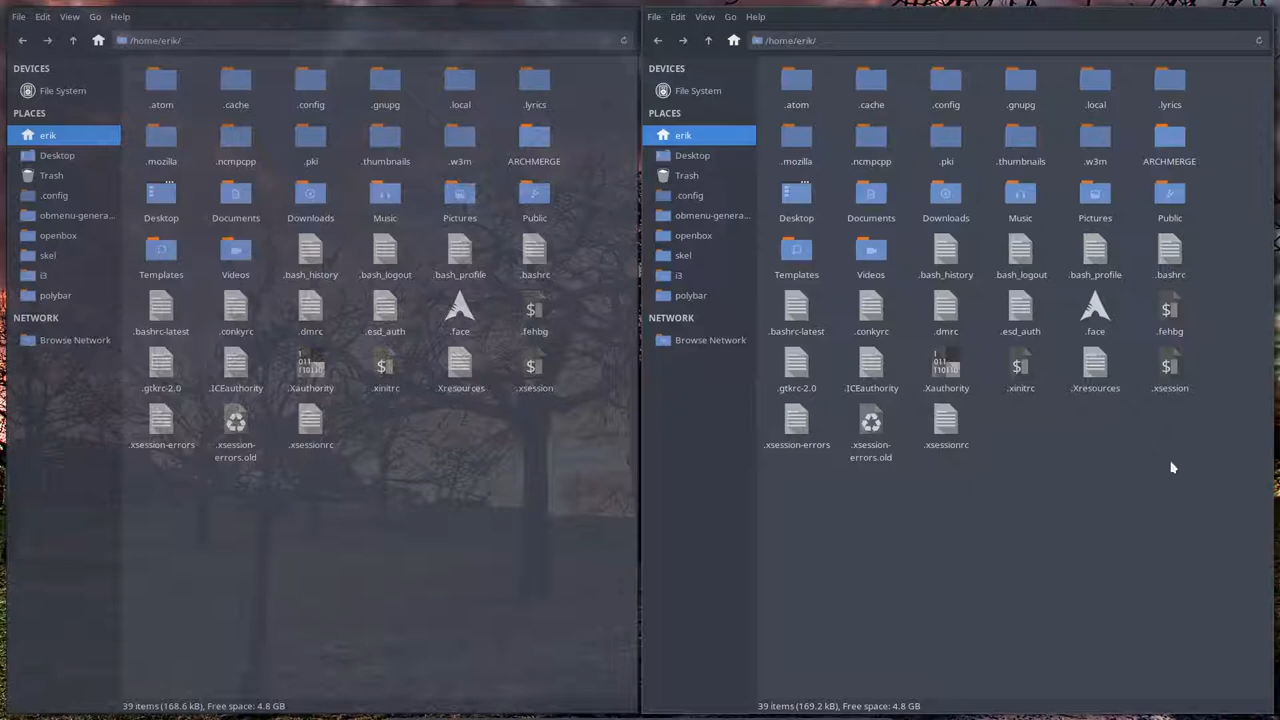 File Edit View Go Help
/home/erik/
DEVICES
File System
PLACES
erik
Desktop
Trash
.config
obmenu-genera...
openbox
skel
i3
polybar
NETWORK
Browse Network
.atom .cache .config .gnupg .local .lyrics
.mozilla .ncmpcpp .pki .thumbnails .w3m ARCHMERGE
Desktop Documents Downloads Music Pictures Public
Templates Videos .bash_history .bash_logout .bash_profile .bashrc
.bashrc-latest .conkyrc .dmrc .esd_auth .face .fehbg
.gtkrc-2.0 .ICEauthority .Xauthority .xinitrc .Xresources .xsession
.xsession-errors .xsession-errors.old .xsessionrc
39 items (168.6 kB), Free space: 4.8 GB
File Edit View Go Help
/home/erik/
DEVICES
File System
PLACES
erik
Desktop
Trash
.config
obmenu-genera...
openbox
skel
i3
polybar
NETWORK
Browse Network
.atom .cache .config .gnupg .local .lyrics
.mozilla .ncmpcpp .pki .thumbnails .w3m ARCHMERGE
Desktop Documents Downloads Music Pictures Public
Templates Videos .bash_history .bash_logout .bash_profile .bashrc
.bashrc-latest .conkyrc .dmrc .esd_auth .face .fehbg
.gtkrc-2.0 .ICEauthority .Xauthority .xinitrc .Xresources .xsession
.xsession-errors .xsession-errors.old .xsessionrc
39 items (169.2 kB), Free space: 4.8 GB